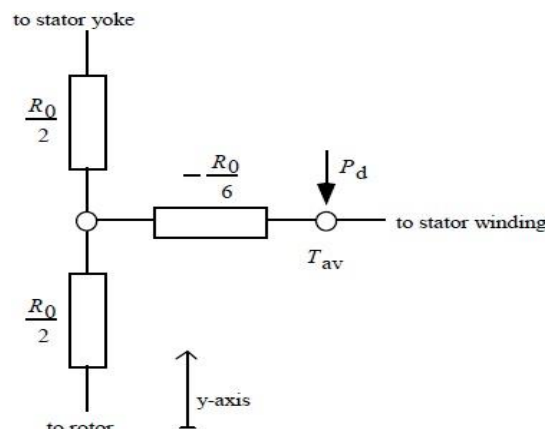 to stator yoke
R0
2
− R0
6
Pd
to stator winding
Tav
R0
2
y-axis
to rotor